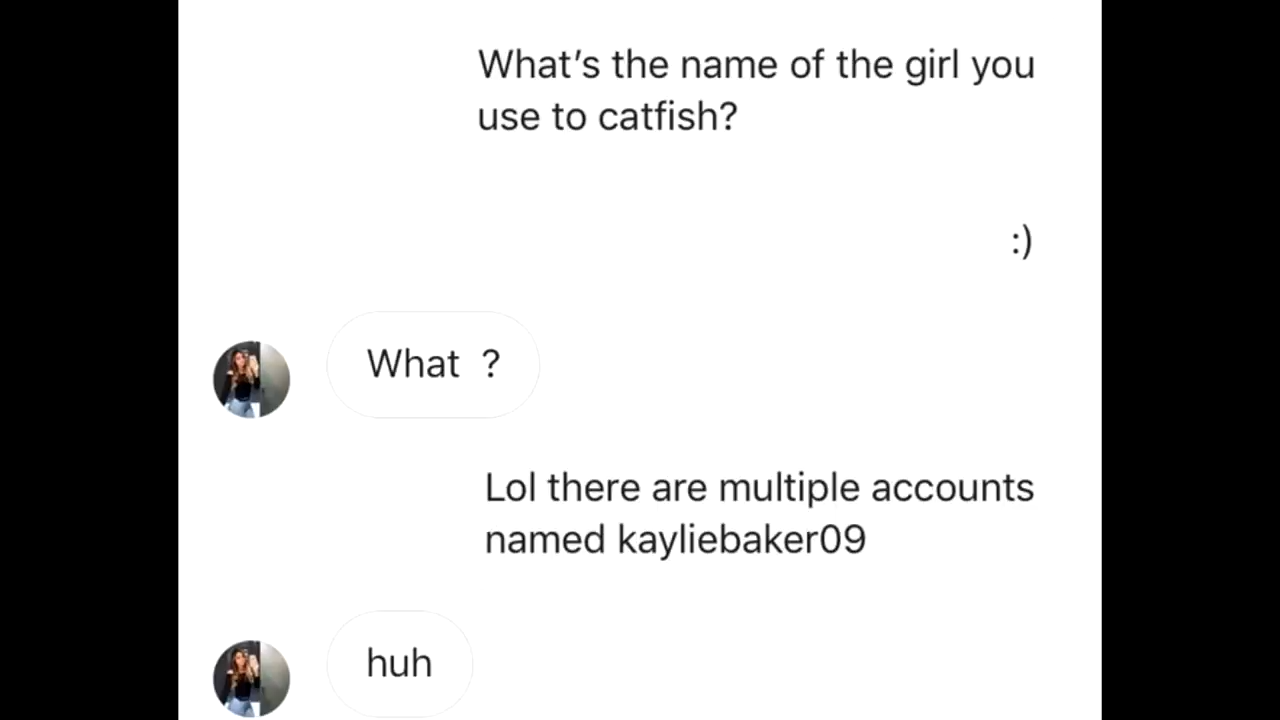 What’s the name of the girl you
use to catfish?
:)
What ?
Lol there are multiple accounts
named kayliebaker09
huh